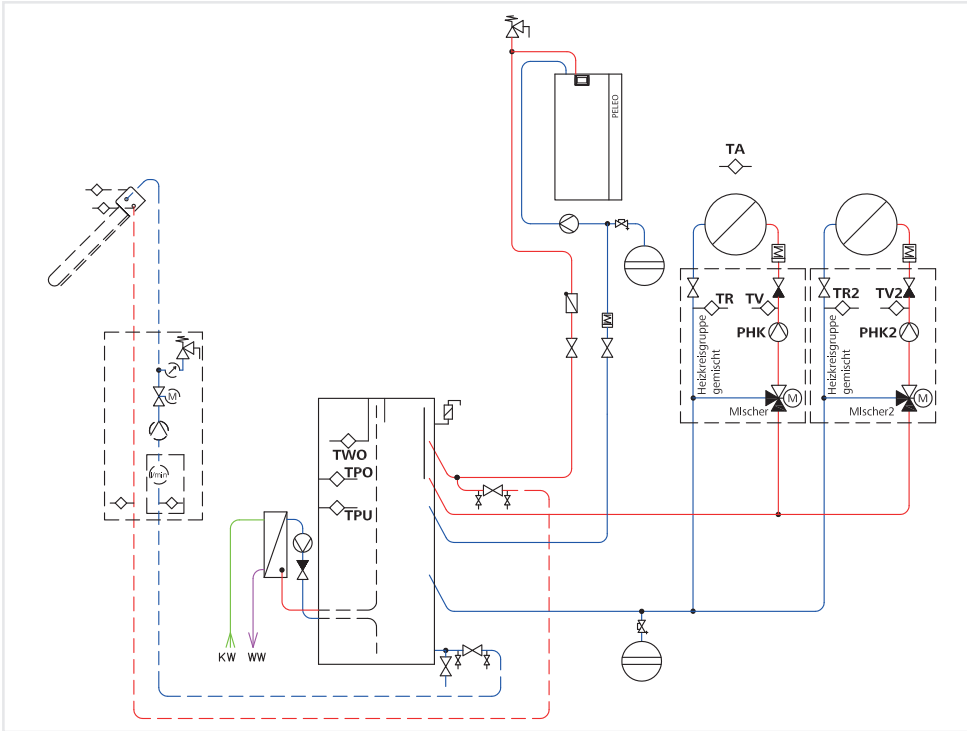 PELEO
TA
TR
TV
TR2
TV2
PHK
PHK2
Heizkreisgruppe
gemischt
Heizkreisgruppe
gemischt
M
M
MIscher
MIscher2
M
l/min
TWO
TPO
TPU
KW
WW